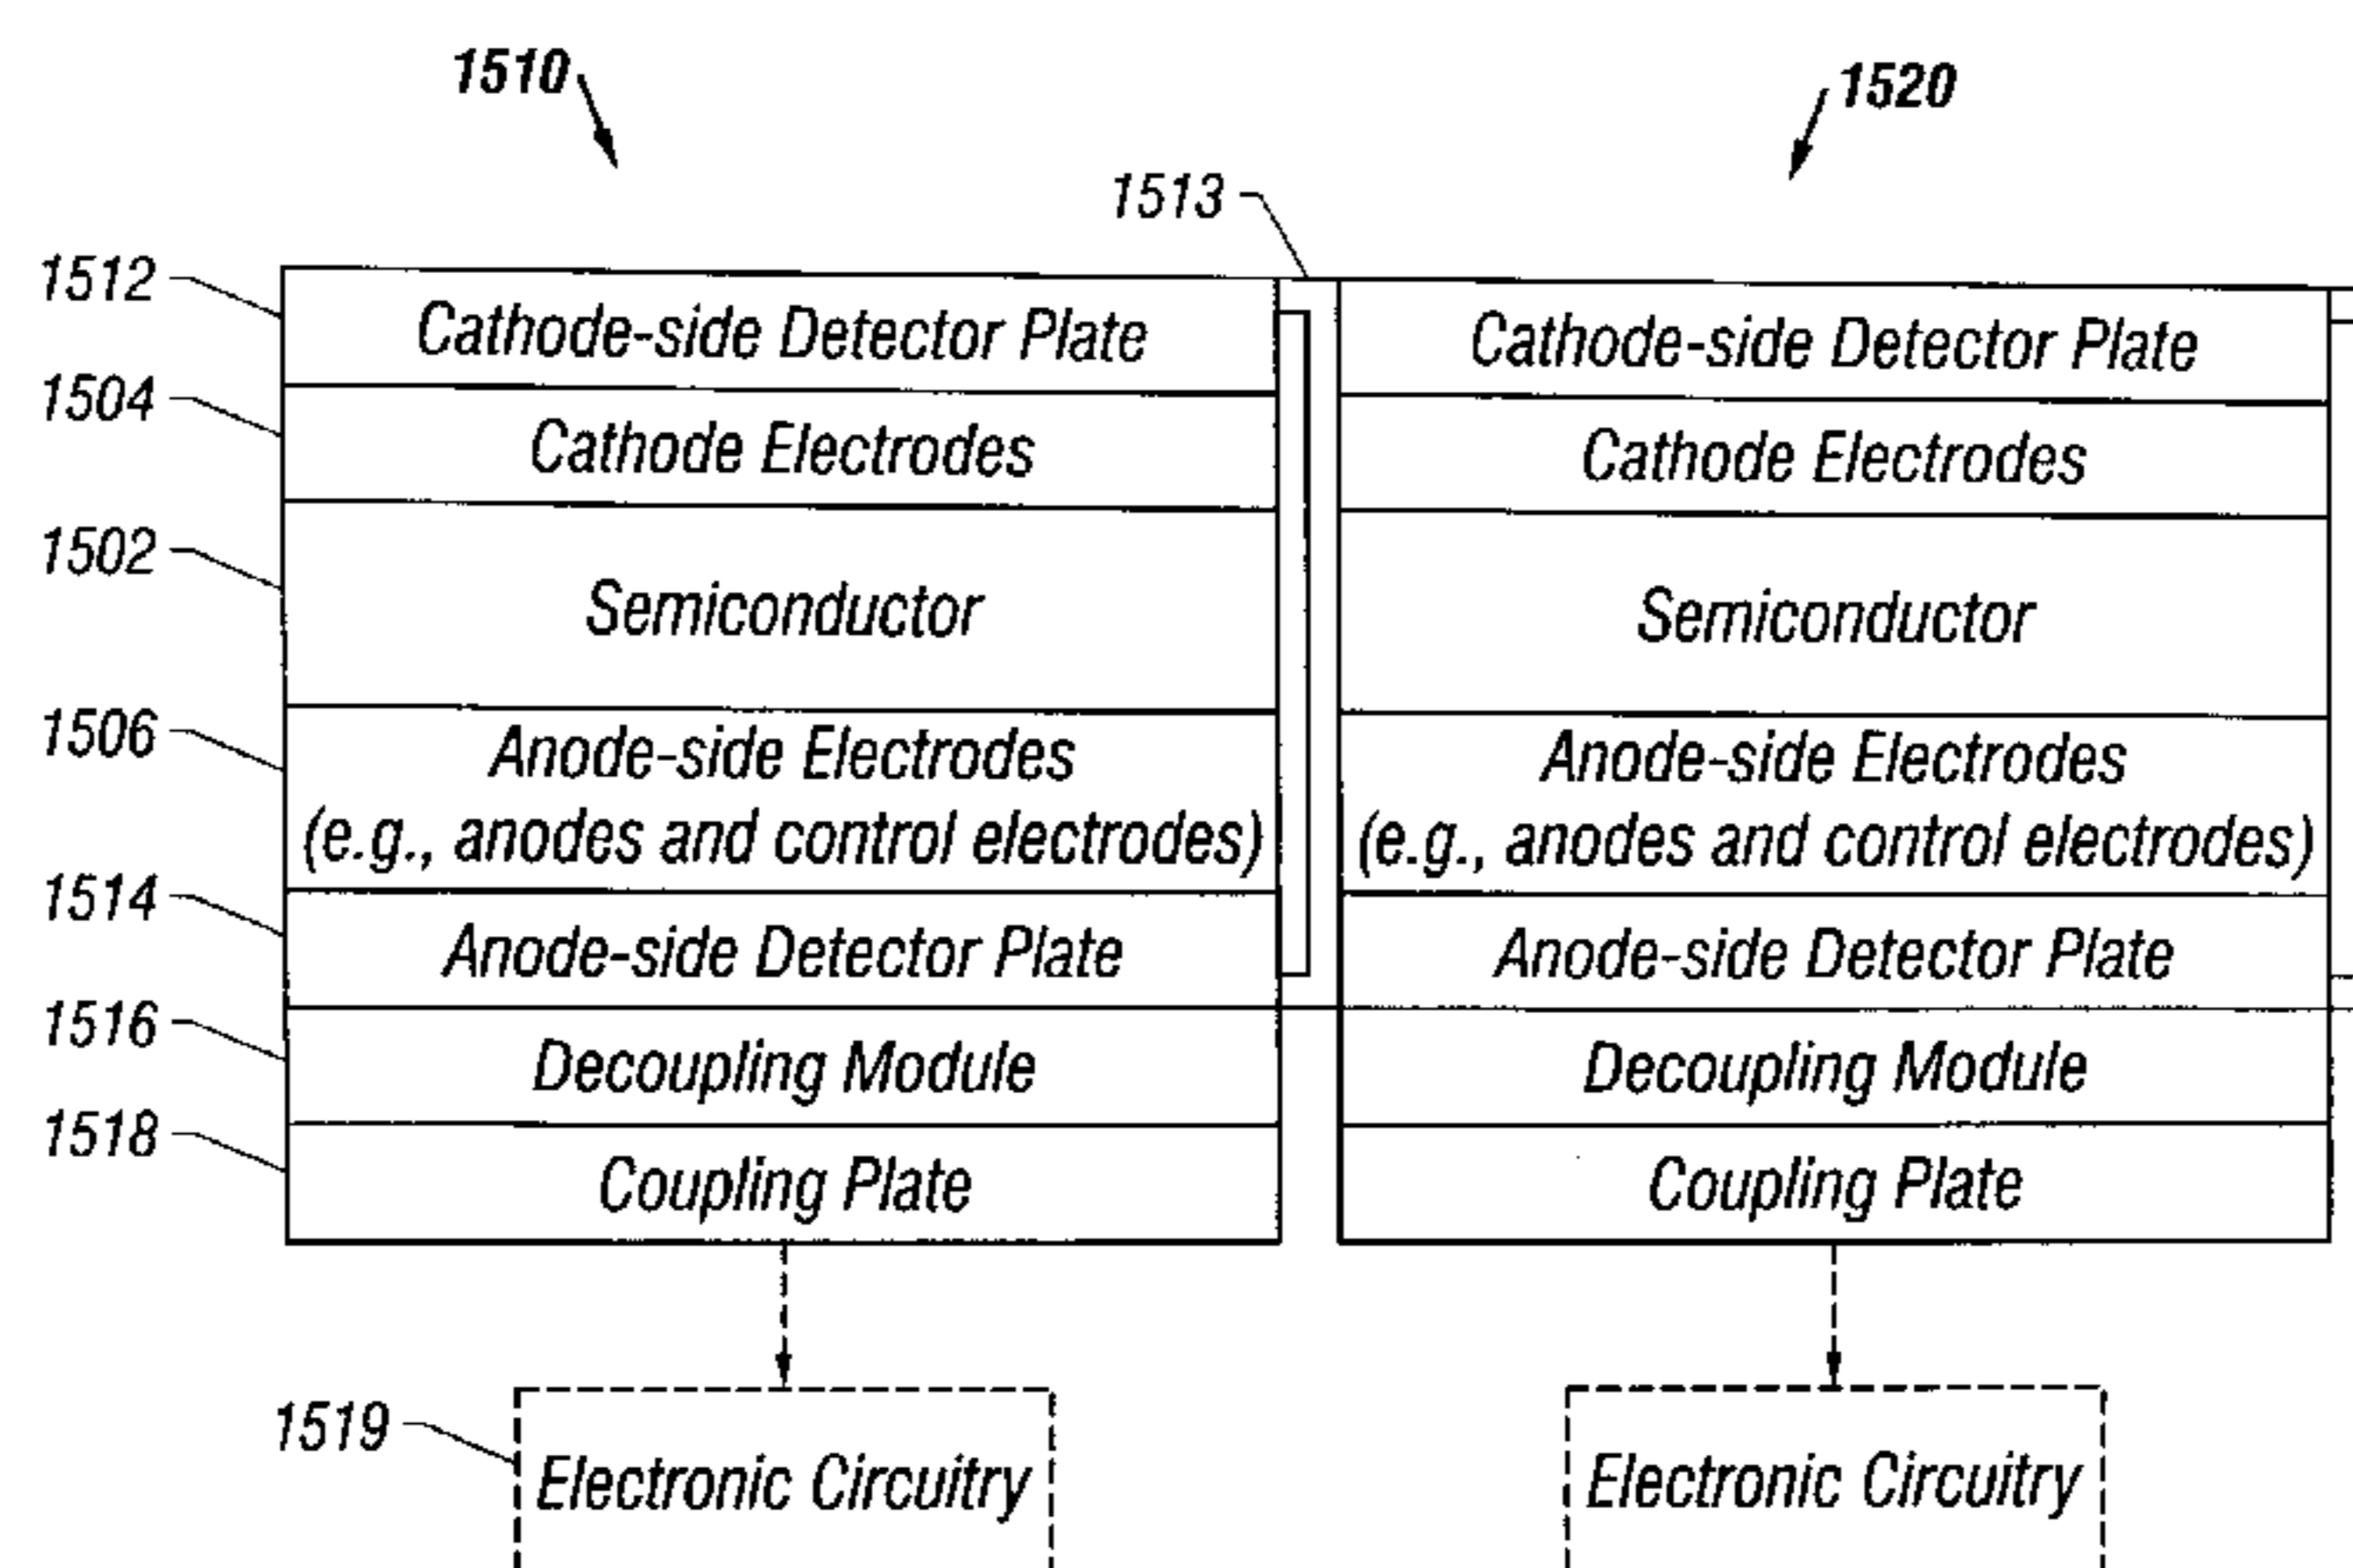 1510
1520
1513
1512
Cathode-side Detector Plate
Cathode-side Detector Plate
1504
Cathode Electrodes
Cathode Electrodes
1502
Semiconductor
Semiconductor
1506
Anode-side Electrodes
(e.g., anodes and control electrodes)
Anode-side Electrodes
(e.g., anodes and control electrodes)
1514
Anode-side Detector Plate
Anode-side Detector Plate
1516
Decoupling Module
Decoupling Module
1518
Coupling Plate
Coupling Plate
1519
Electronic Circuitry
Electronic Circuitry